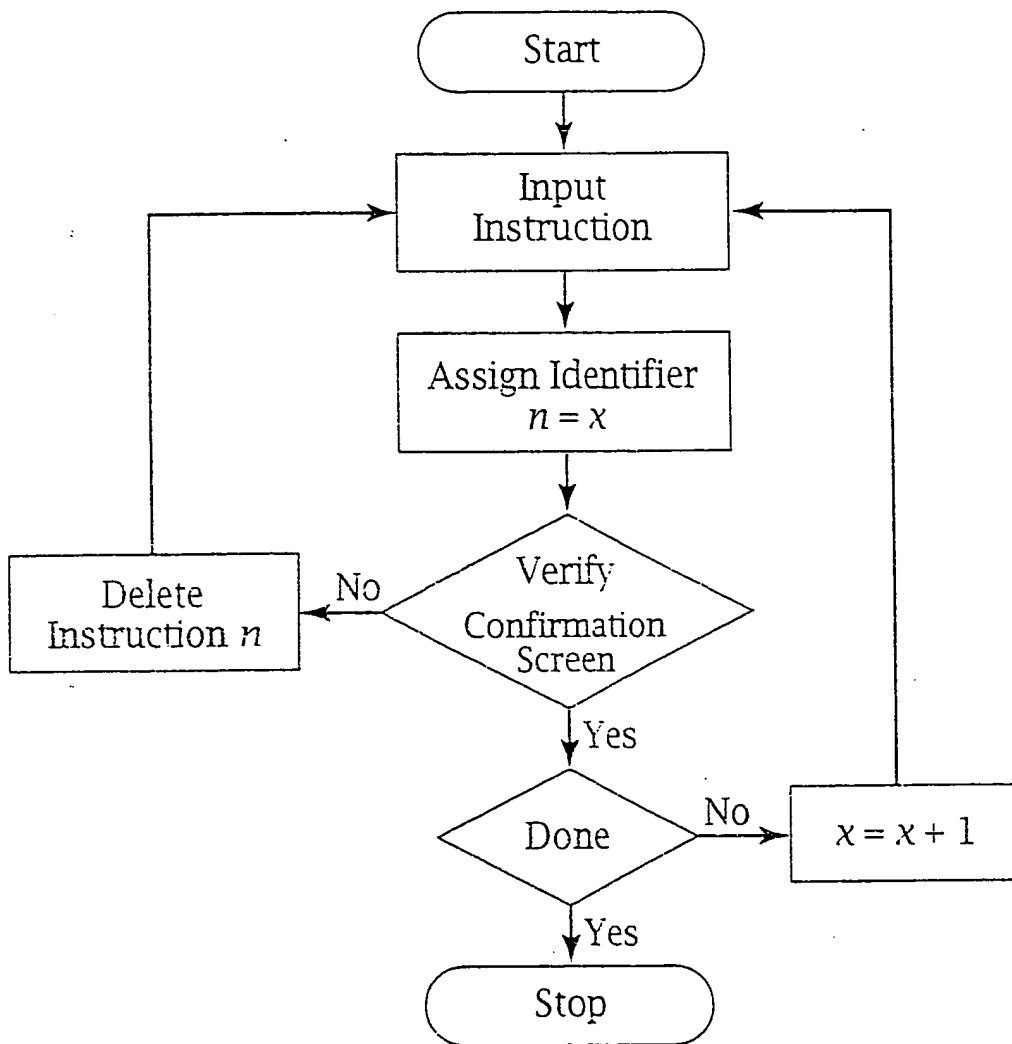 Start
Input
Instruction
Assign Identifier
n = x
Verify
Confirmation
Screen
No
Delete
Instruction n
Yes
Done
No
x = x + 1
Yes
Stop